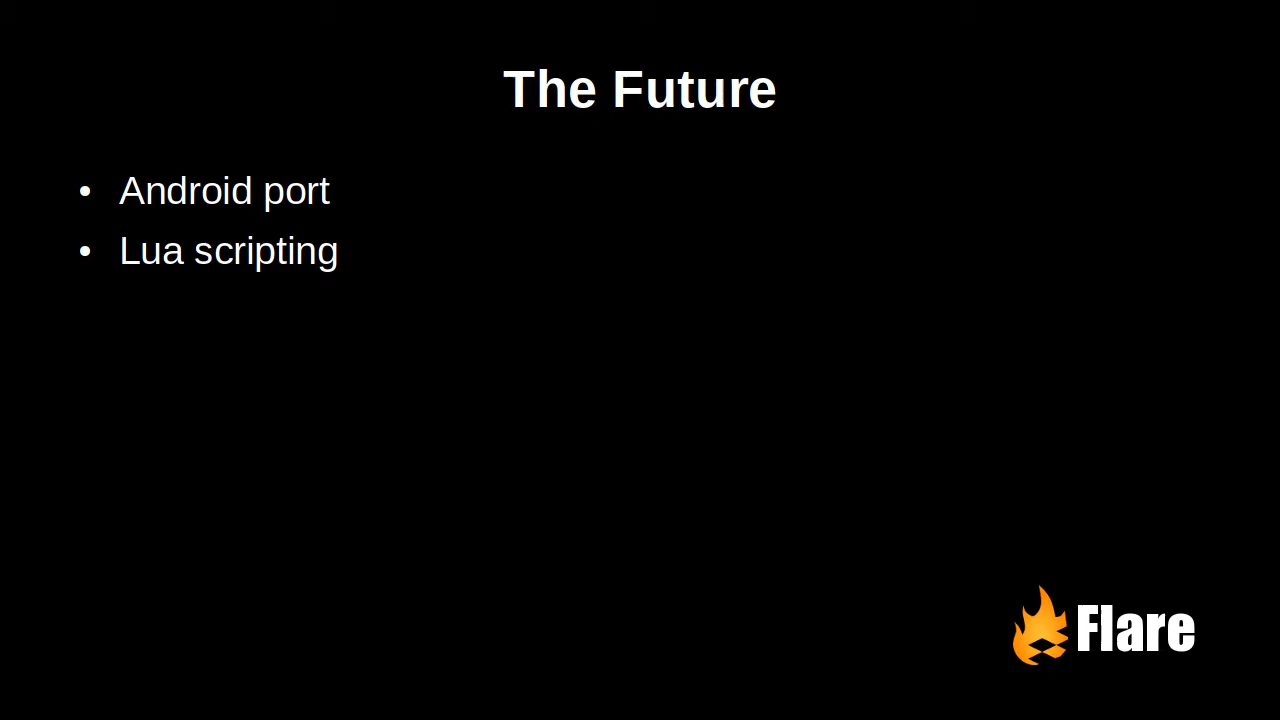 The Future
• Android port
• Lua scripting
Flare